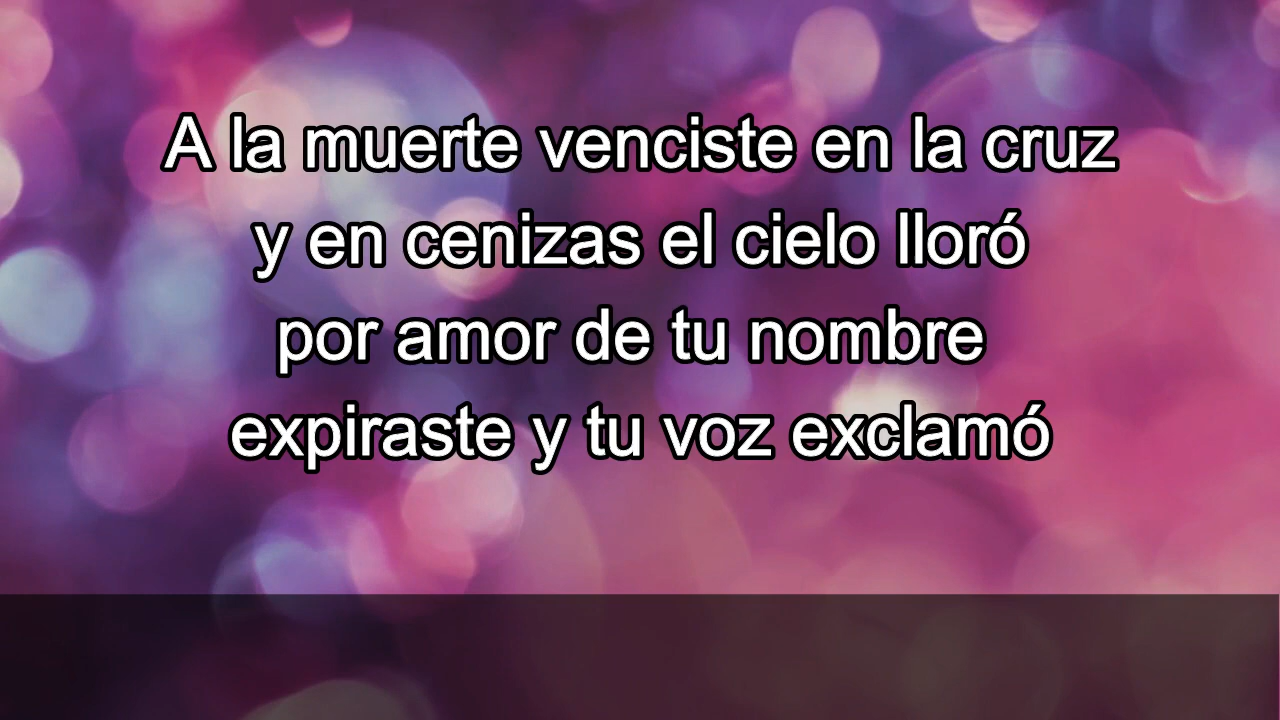 A la muerte venciste en la cruz
y en cenizas el cielo lloró
por amor de tu nombre
expiraste y tu voz exclamó